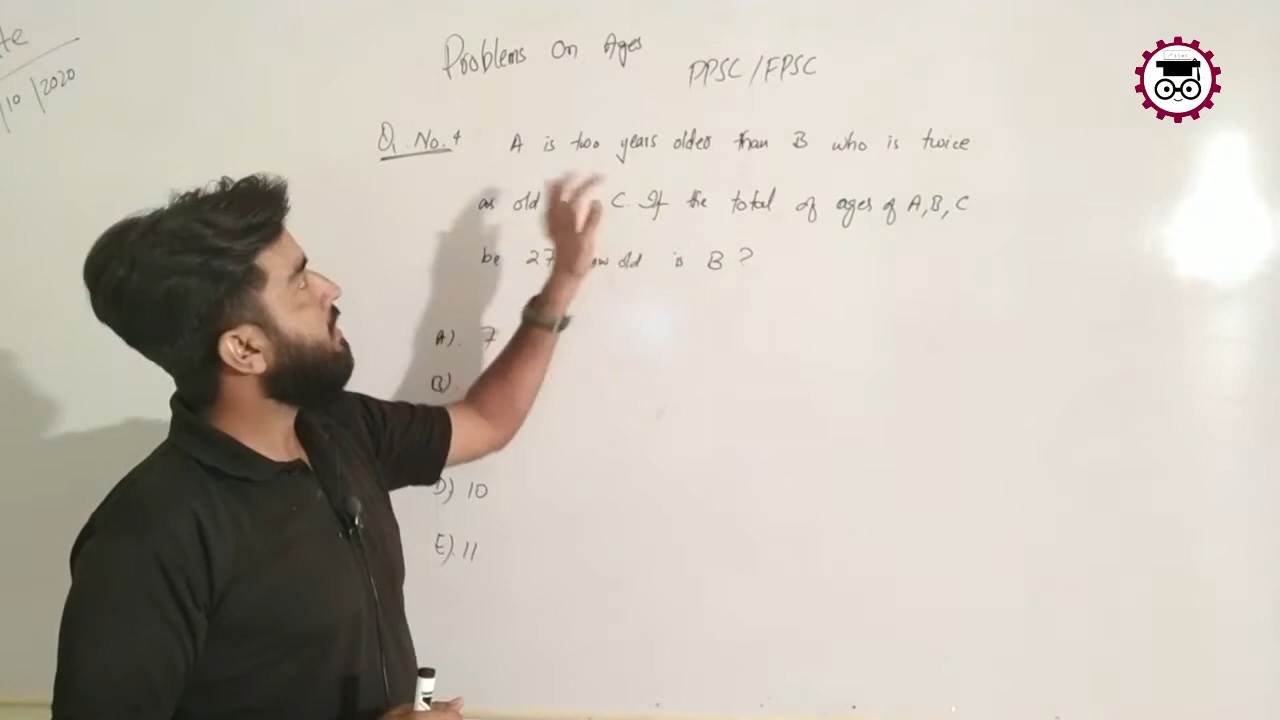 te
10/2020
Problems On Ages
PPSC/FPSC
Q.No.4 A is two years older than B who is twice
as old C. If the total of ages of A,B,C
be 27 old is B?
A). 7
B).
D) 10
E). 11